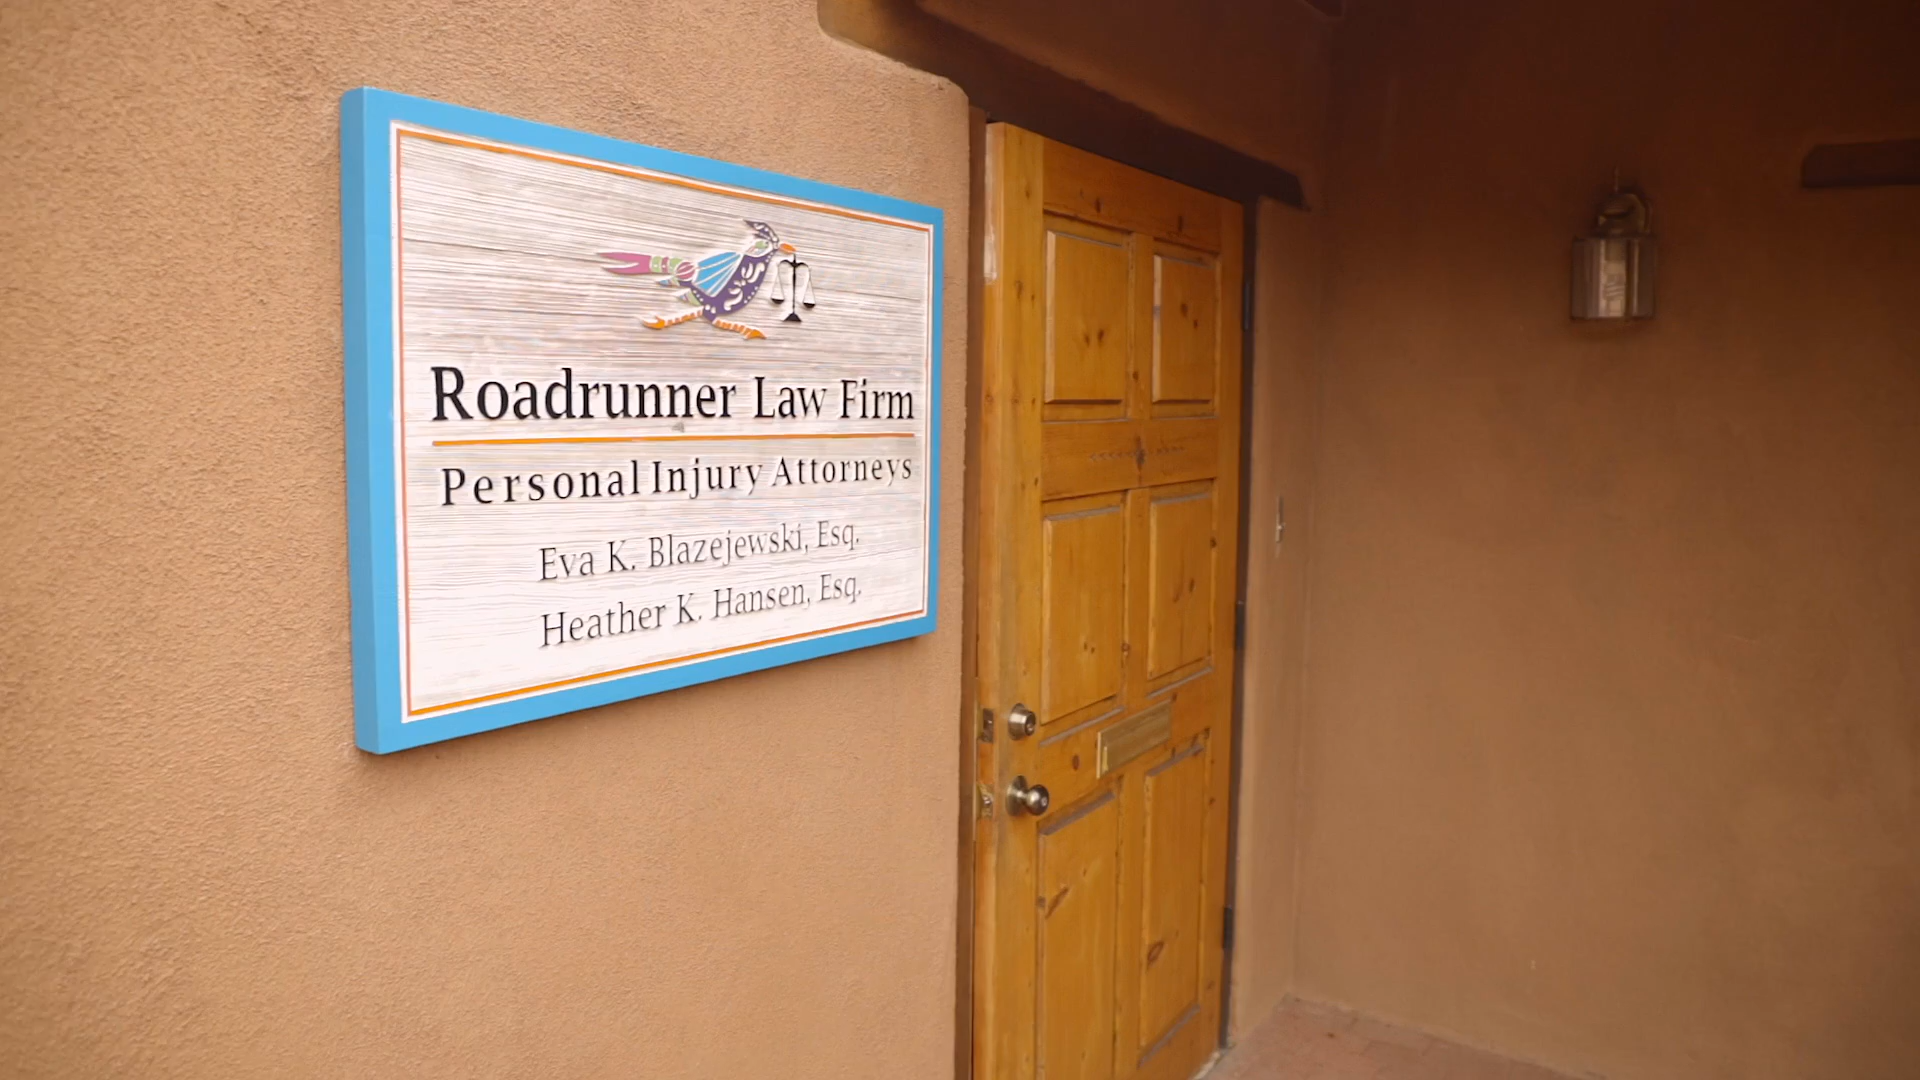 Roadrunner Law Firm
Personal Injury Attorneys
Eva K. Blazejewski, Esq.
Heather K. Hansen, Esq.